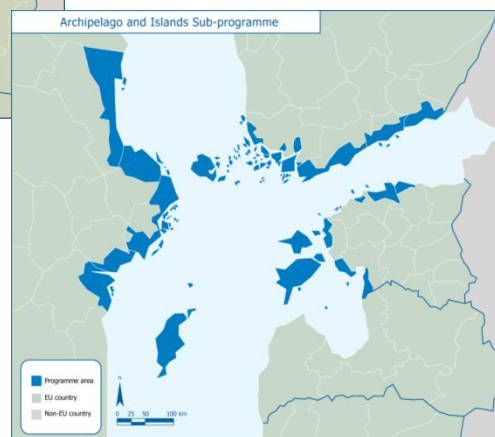 Archipelago and Islands Sub-programme
Programme area
EU country
Non-EU country
N
0 25 50 100 km